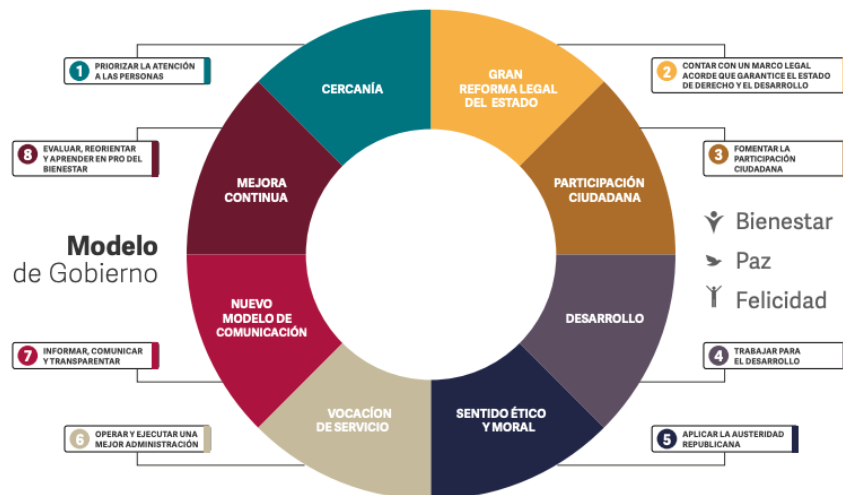 1
PRIORIZAR LA ATENCIÓN
A LAS PERSONAS
CERCANÍA
GRAN
REFORMA LEGAL
DEL ESTADO
2
CONTAR CON UN MARCO LEGAL
ACORDE QUE GARANTICE EL ESTADO
DE DERECHO Y EL DESARROLLO
8
EVALUAR, REORIENTAR
Y APRENDER EN PRO DEL
BIENESTAR
MEJORA
CONTINUA
PARTICIPACIÓN
CIUDADANA
3
FOMENTAR LA
PARTICIPACIÓN
CIUDADANA
Modelo
de Gobierno
Bienestar
Paz
Felicidad
NUEVO
MODELO DE
COMUNICACIÓN
DESARROLLO
7
INFORMAR, COMUNICAR
Y TRANSPARENTAR
4
TRABAJAR PARA
EL DESARROLLO
VOCACÍON
DE SERVICIO
SENTIDO ÉTICO
Y MORAL
6
OPERAR Y EJECUTAR UNA
MEJOR ADMINISTRACIÓN
5
APLICAR LA AUSTERIDAD
REPUBLICANA